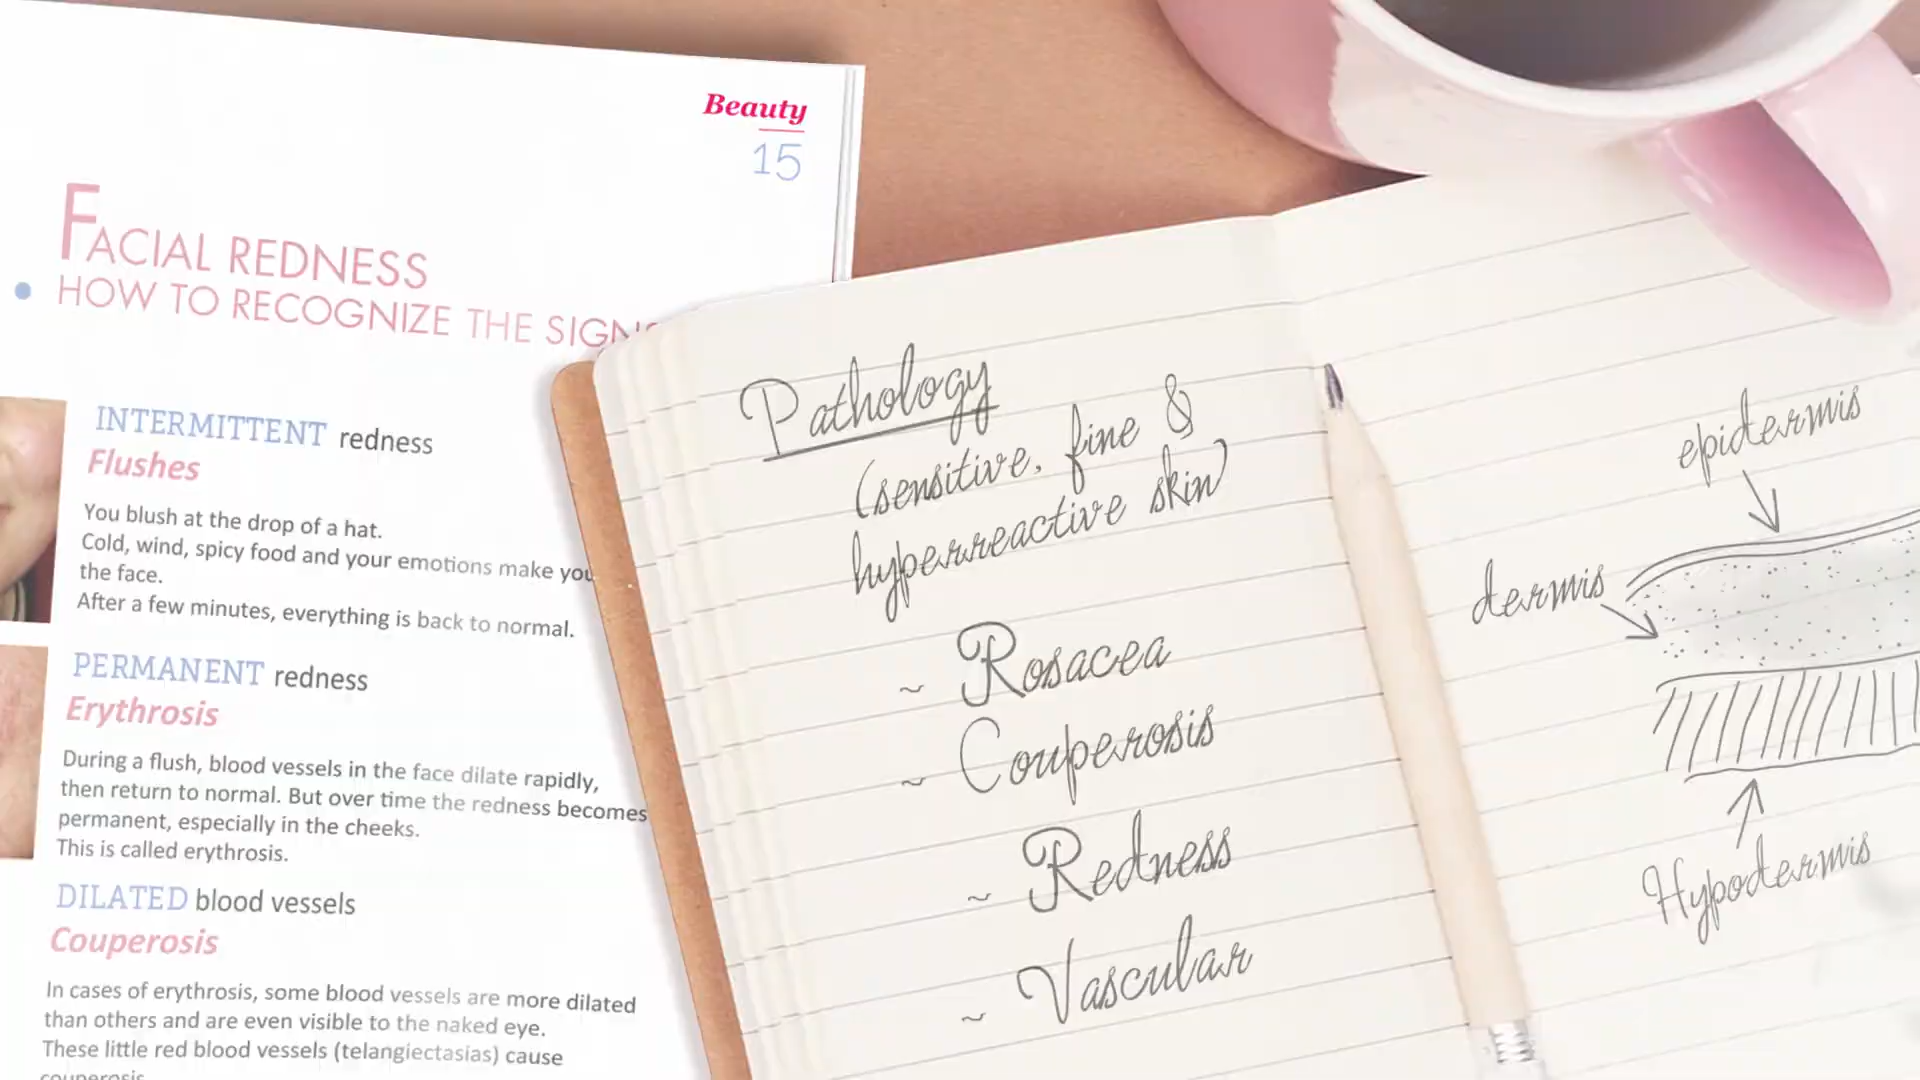 Beauty
15
FACIAL REDNESS
• HOW TO RECOGNIZE THE SIGNS
INTERMITTENT redness
Flushes
You blush at the drop of a hat.
Cold, wind, spicy food and your emotions make you
the face.
After a few minutes, everything is back to normal.
PERMANENT redness
Erythrosis
During a flush, blood vessels in the face dilate rapidly,
then return to normal. But over time the redness becomes
permanent, especially in the cheeks.
This is called erythrosis.
DILATED blood vessels
Couperosis
In cases of erythrosis, some blood vessels are more dilated
than others and are even visible to the naked eye.
These little red blood vessels (telangiectasias) cause
couperosis.
Pathology
(sensitive, fine &
hyperreactive skin)
~ Rosacea
~ Couperosis
~ Redness
~ Vascular
epidermis
dermis
Hypodermis